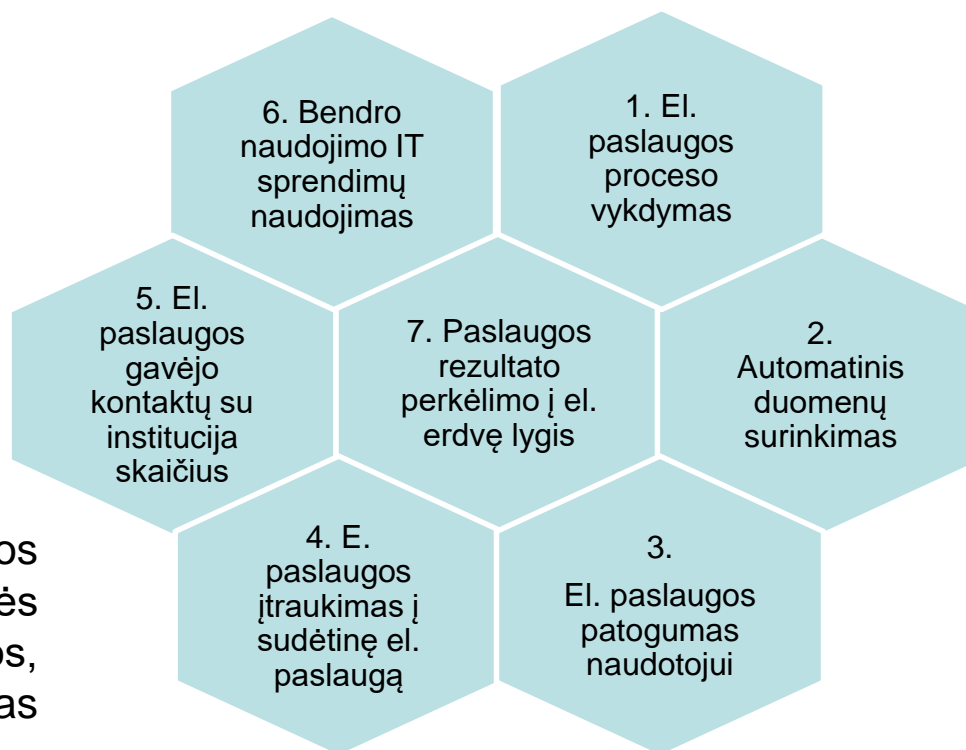 6. Bendro
naudojimo IT
sprendimų
naudojimas
1. El.
paslaugos
proceso
vykdymas
5. El.
paslaugos
gavėjo
kontaktų su
institucija
skaičius
7. Paslaugos
rezultato
perkėlimo į el.
erdvę lygis
2.
Automatinis
duomenų
surinkimas
4. E.
paslaugos
įtraukimas į
sudėtinę el.
paslaugą
3.
El. paslaugos
patogumas
naudotojui